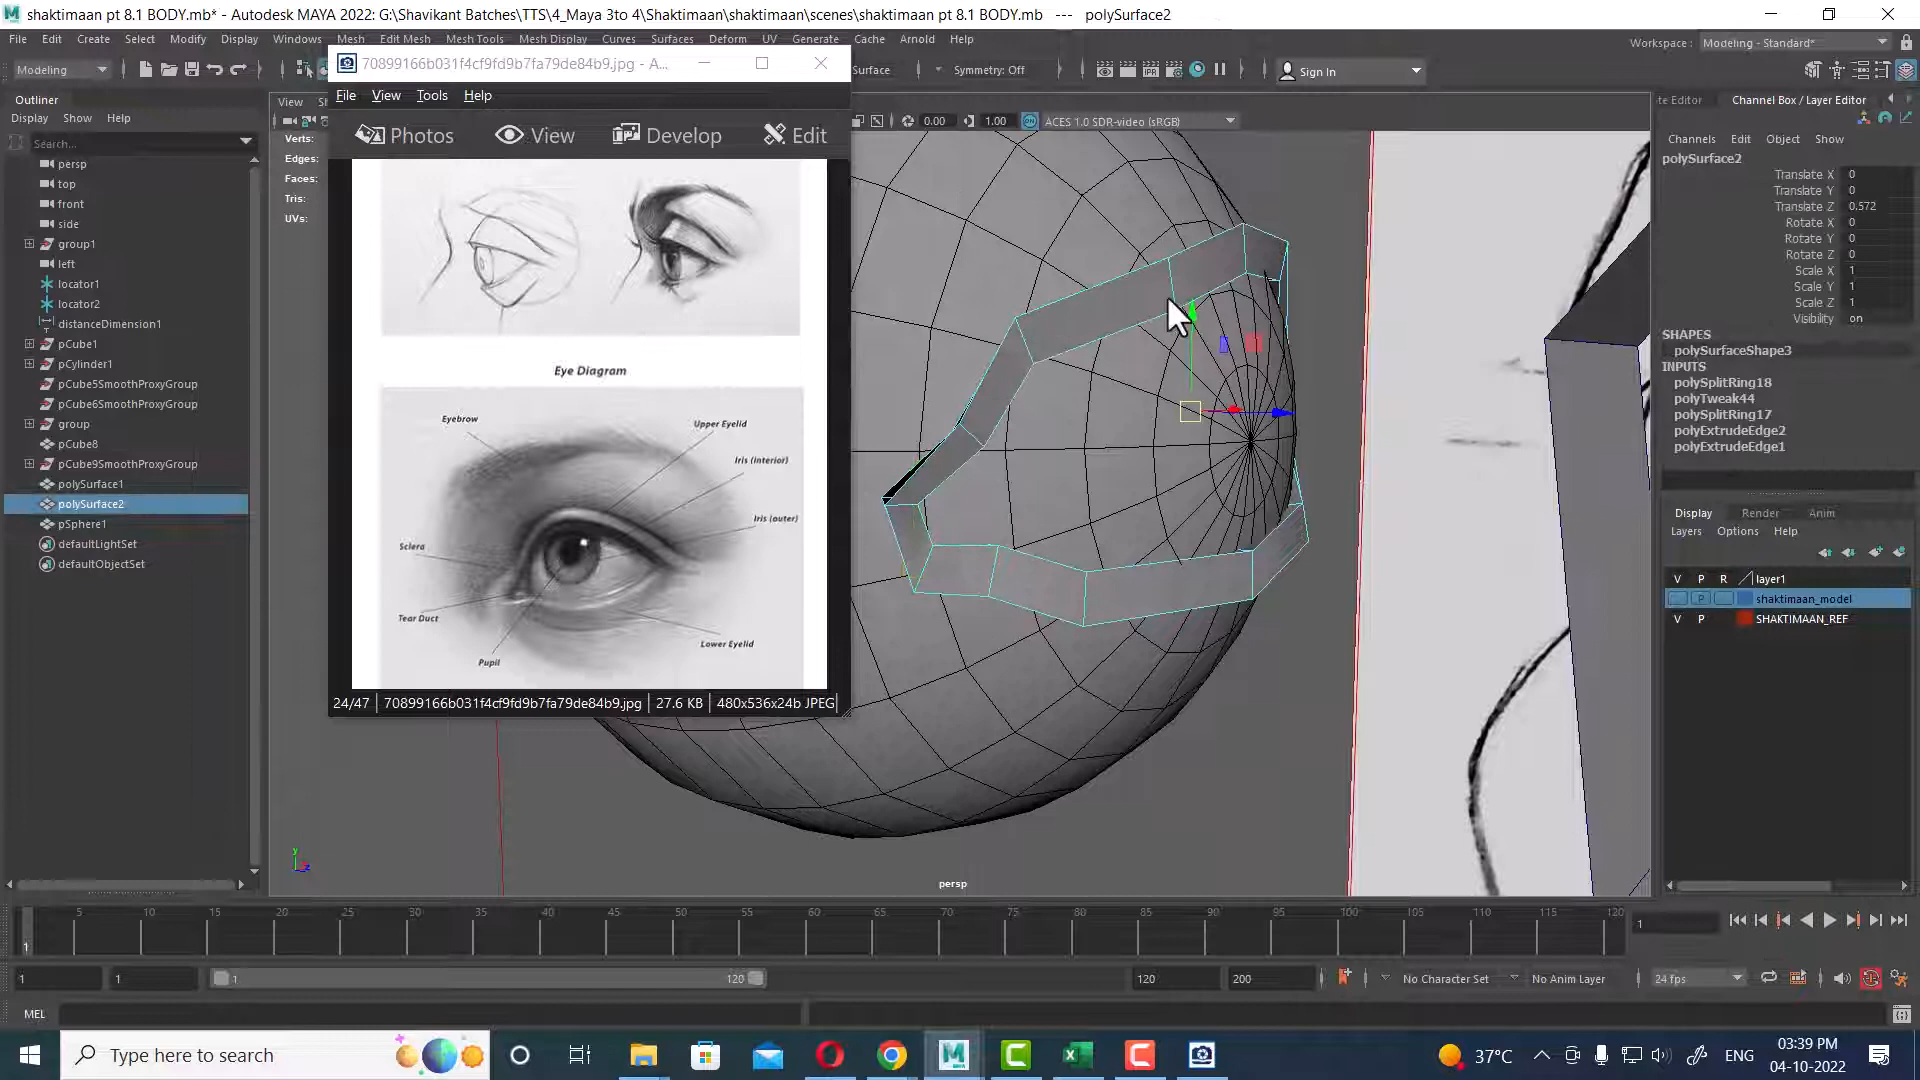 shaktimaan pt 8.1 BODY.mb* - Autodesk MAYA 2022: G:\Shavikant Batches\TTS\4_Maya 3to 4\Shaktimaan\shaktimaan\scenes\shaktimaan pt 8.1 BODY.mb --- polySurface2
File Edit Create Select Modify Display Windows Mesh Edit Mesh Mesh Tools Mesh Display Curves Surfaces Deform UV Generate Cache Arnold Help
Workspace : Modeling - Standard*
Modeling
Surface
Symmetry: Off
Sign In
Outliner
Display Show Help
Search...
persp
top
front
side
group1
left
locator1
locator2
distanceDimension1
pCube1
pCylinder1
pCube5SmoothProxyGroup
pCube6SmoothProxyGroup
group
pCube8
pCube9SmoothProxyGroup
polySurface1
polySurface2
pSphere1
defaultLightSet
defaultObjectSet
View
0.00
1.00
ACES 1.0 SDR-video (sRGB)
Verts:
Edges:
Faces:
Tris:
UVs:
70899166b031f4cf9fd9b7fa79de84b9.jpg - A...
File View Tools Help
Photos View Develop Edit
Eye Diagram
Eyebrow
Upper Eyelid
Iris (interior)
Iris (outer)
Sclera
Tear Duct
Lower Eyelid
Pupil
24/47 70899166b031f4cf9fd9b7fa79de84b9.jpg 27.6 KB 480x536x24b JPEG
y
persp
te Editor
Channel Box / Layer Editor
Channels Edit Object Show
polySurface2
Translate X 0
Translate Y 0
Translate Z 0.572
Rotate X 0
Rotate Y 0
Rotate Z 0
Scale X 1
Scale Y 1
Scale Z 1
Visibility on
SHAPES
polySurfaceShape3
INPUTS
polySplitRing18
polyTweak44
polySplitRing17
polyExtrudeEdge2
polyExtrudeEdge1
Display Render Anim
Layers Options Help
V P R layer1
P shaktimaan_model
V P SHAKTIMAAN_REF
5 10 15 20 25 30 35 40 45 50 55 60 65 70 75 80 85 90 95 100 105 110 115 120
1
1
1 1 1 120 120 200 No Character Set No Anim Layer 24 fps
MEL
Type here to search
37°C
ENG
03:39 PM
04-10-2022